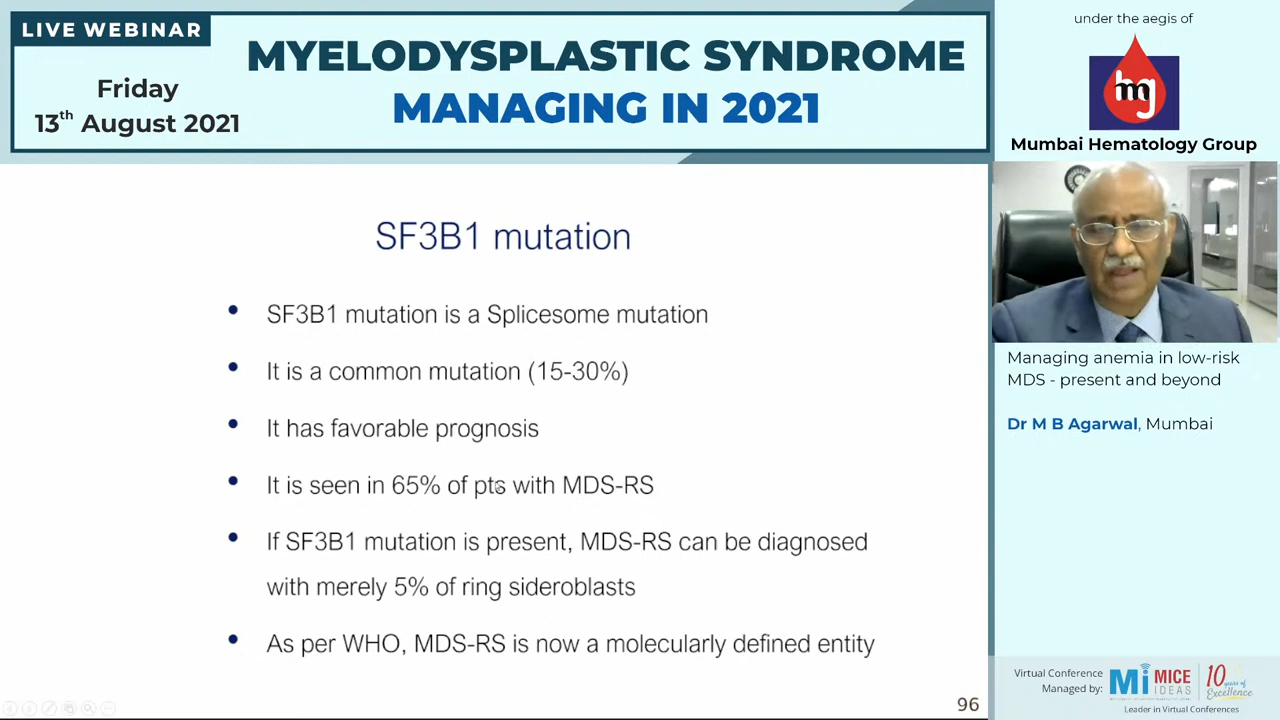 LIVE WEBINAR
Friday
13th August 2021
MYELODYSPLASTIC SYNDROME
MANAGING IN 2021
under the aegis of
hmg
Mumbai Hematology Group
SF3B1 mutation
• SF3B1 mutation is a Splicesome mutation
• It is a common mutation (15-30%)
• It has favorable prognosis
• It is seen in 65% of pts with MDS-RS
• If SF3B1 mutation is present, MDS-RS can be diagnosed
with merely 5% of ring sideroblasts
• As per WHO, MDS-RS is now a molecularly defined entity
96
Managing anemia in low-risk
MDS - present and beyond
Dr M B Agarwal, Mumbai
Virtual Conference
Managed by:
Mi MICE
IDEAS
10 years of
Excellence
Leader in Virtual Conferences